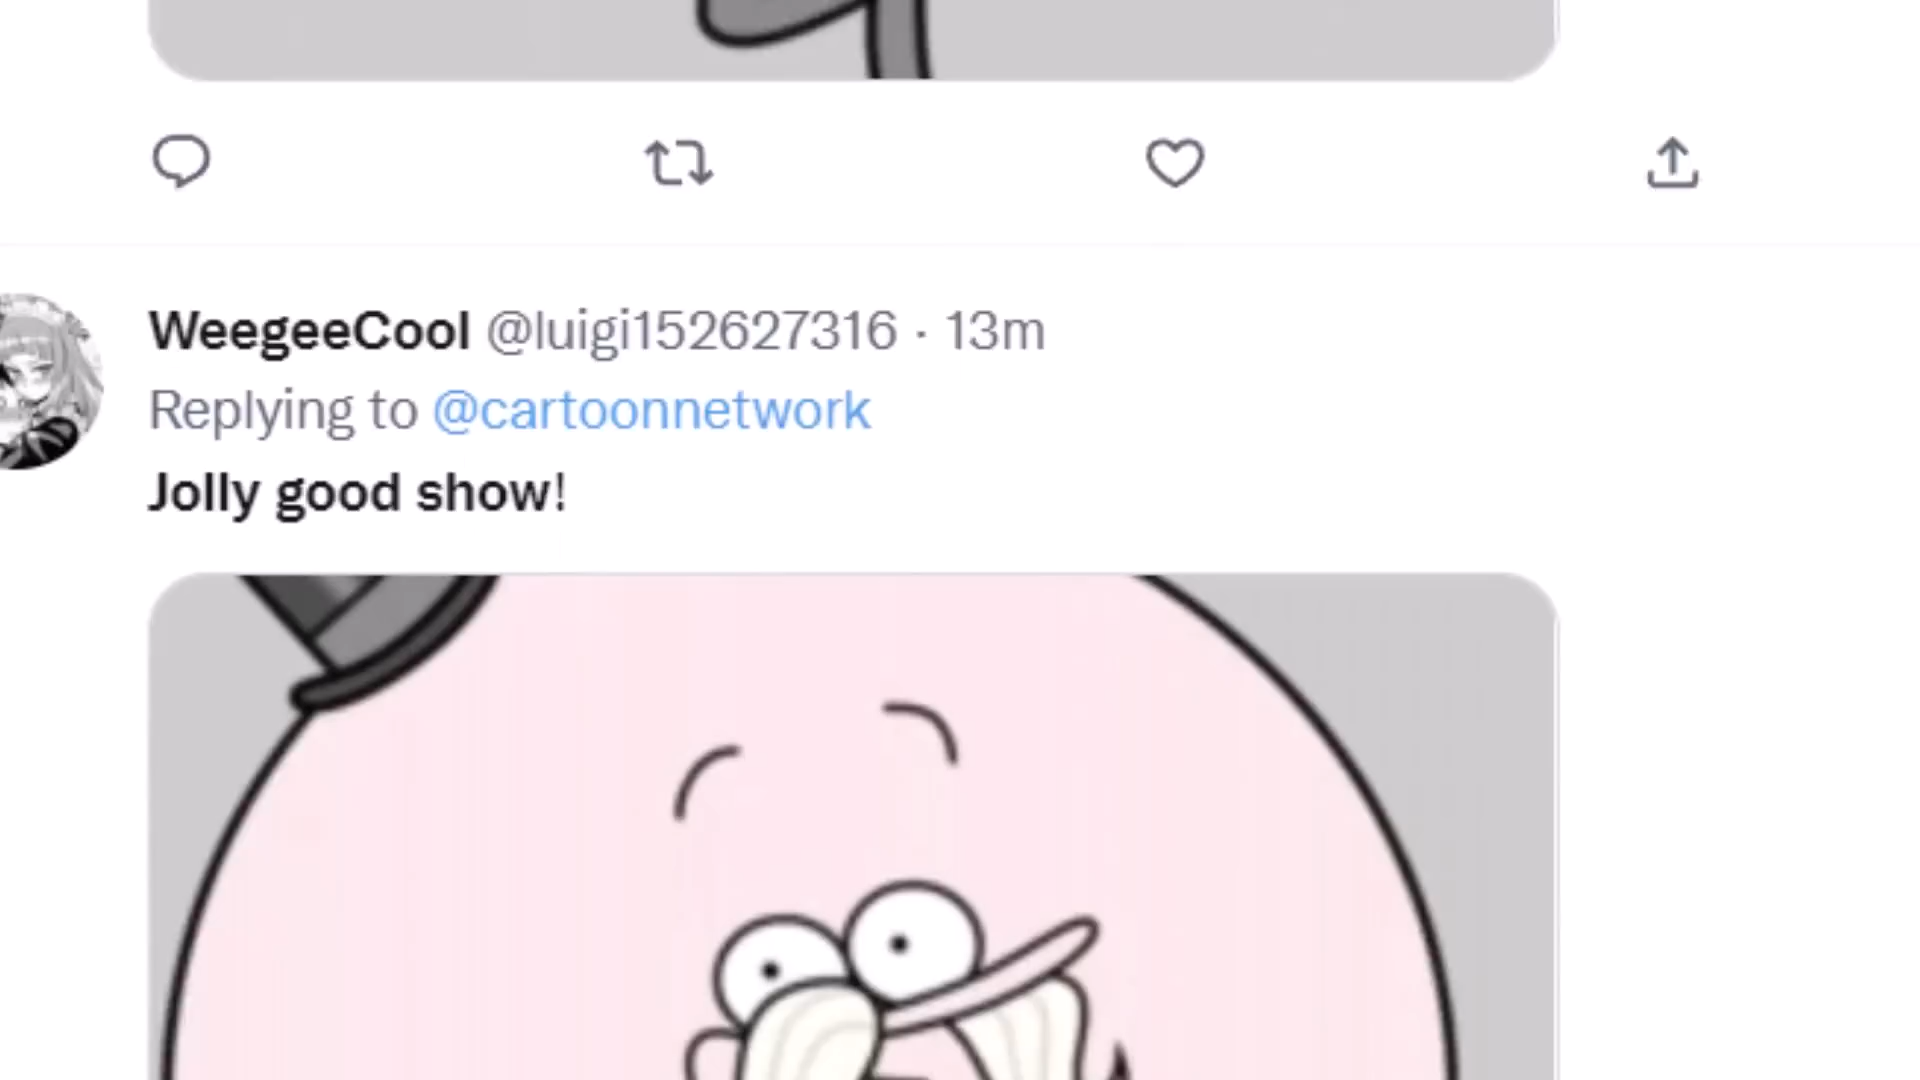 WeegeeCool @luigi152627316 · 13m
Replying to @cartoonnetwork
Jolly good show!